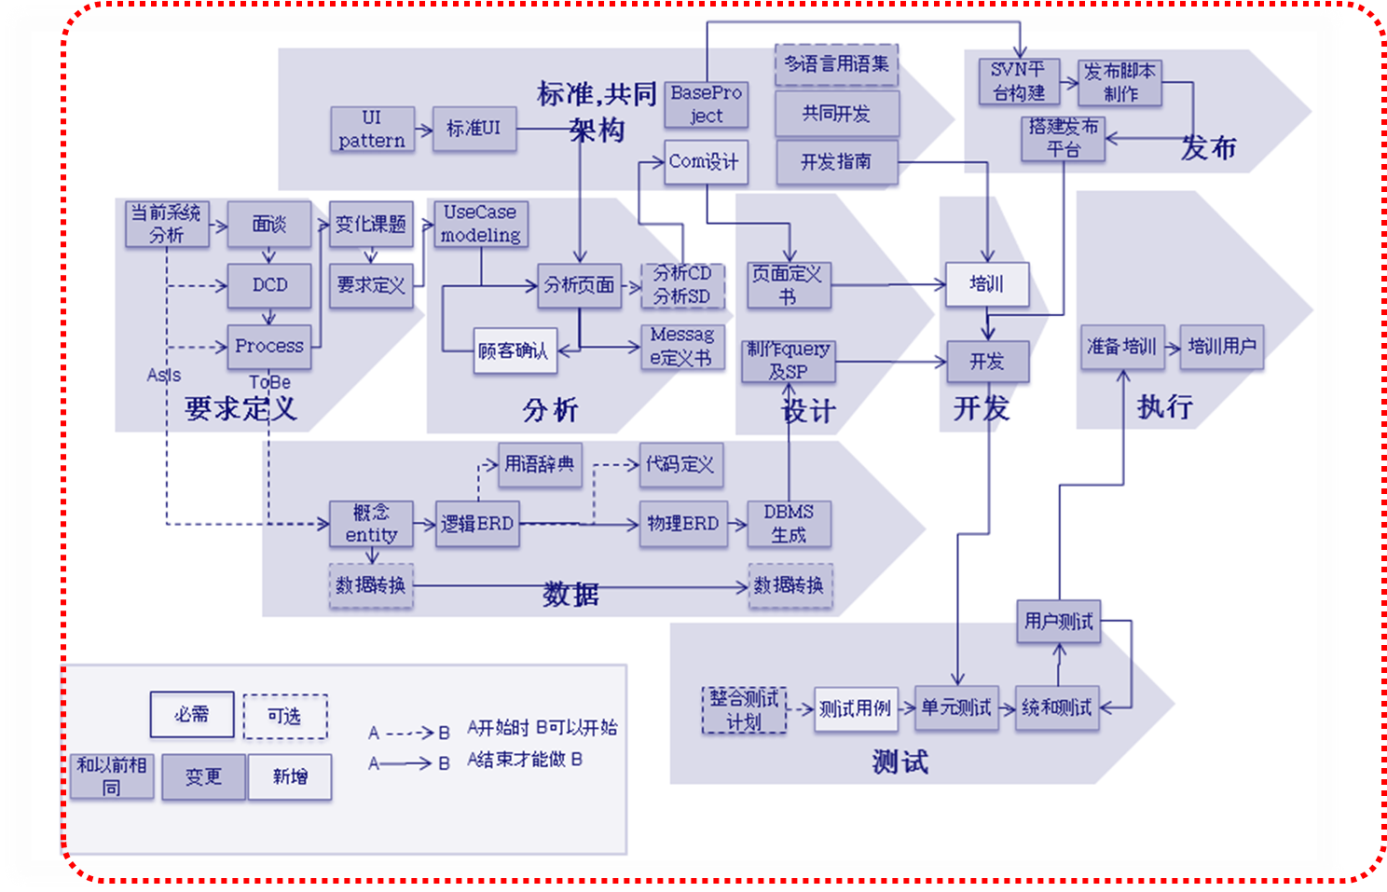 多语言用语集
标准,共同
架构
UI
pattern
标准UI
BasePro
ject
共同开发
Com设计
开发指南
SVN平
台构建
发布脚本
制作
搭建发布
平台
发布
当前系统
分析
面谈
变化课题
DCD
要求定义
Process
AsIs
ToBe
要求定义
UseCase
modeling
分析页面
分析CD
分析SD
顾客确认
Messag
e定义书
分析
页面定义
书
制作query
及SP
设计
培训
开发
开发
准备培训
培训用户
执行
用语辞典
代码定义
概念
entity
逻辑ERD
物理ERD
DBMS
生成
数据转换
数据
数据转换
用户测试
整合测试
计划
测试用例
单元测试
统和测试
测试
必需
可选
A
B
A开始时 B可以开始
A
B
A结束才能做 B
和以前相
同
变更
新增